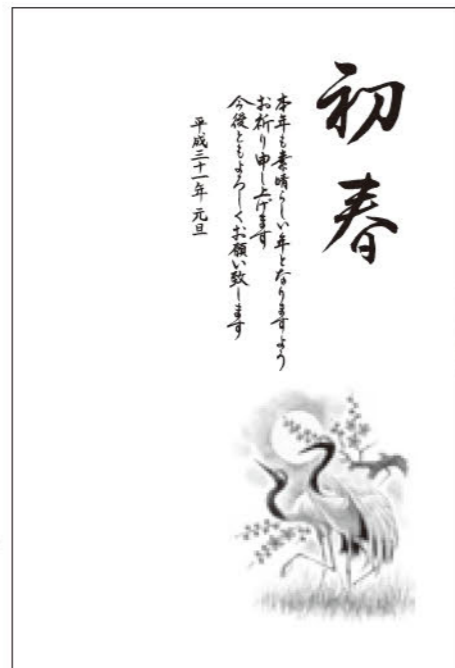 初春
本年も素晴らしい年となりますよう
お祈り申し上げます
今後ともよろしくお願い致します
平成三十一年 元旦